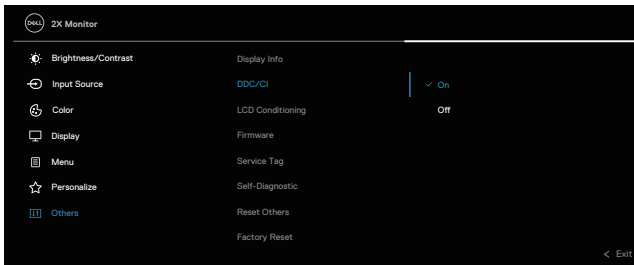 DELL 2X Monitor
Brightness/Contrast
Input Source
Color
Display
Menu
Personalize
Others
Display Info
DDC/CI
LCD Conditioning
Firmware
Service Tag
Self-Diagnostic
Reset Others
Factory Reset
On
Off
Exit